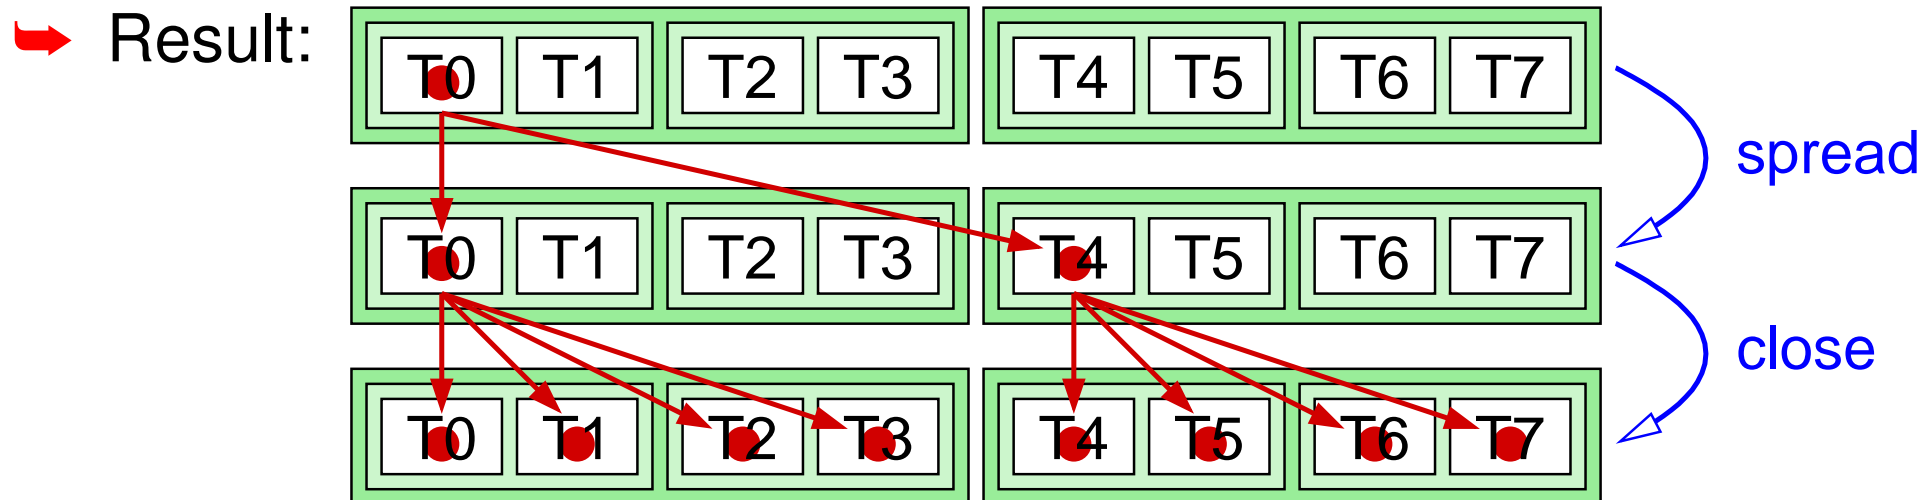 Result:
T0 T1 T2 T3 T4 T5 T6 T7
spread
T0 T1 T2 T3 T4 T5 T6 T7
close
T0 T1 T2 T3 T4 T5 T6 T7